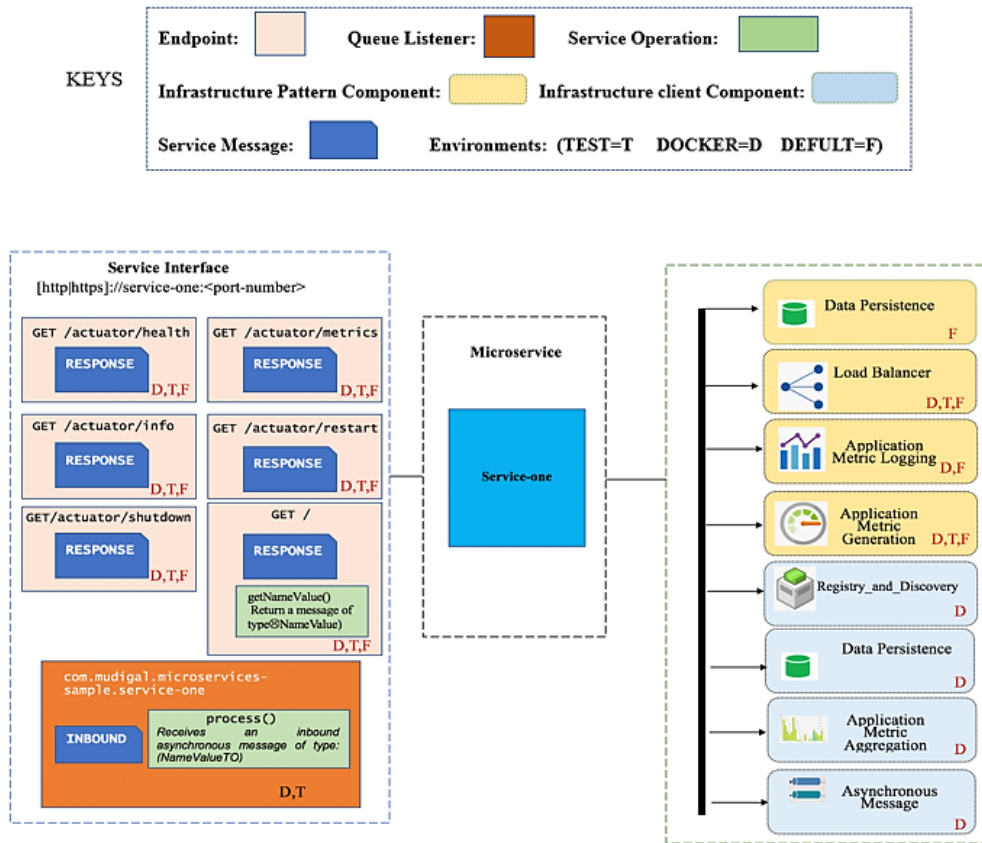 Endpoint:
Queue Listener:
Service Operation:
KEYS
Infrastructure Pattern Component:
Infrastructure client Component:
Service Message:
Environments: (TEST=T DOCKER=D DEFULT=F)
Service Interface
[http|https]://service-one:<port-number>
GET /actuator/health
RESPONSE
D,T,F
GET /actuator/metrics
RESPONSE
D,T,F
GET /actuator/info
RESPONSE
D,T,F
GET /actuator/restart
RESPONSE
D,T,F
GET/actuator/shutdown
RESPONSE
D,T,F
GET /
RESPONSE
getNameValue()
Return a message of
type⊗NameValue)
D,T,F
com.mudigal.microservices-
sample.service-one
INBOUND
process()
Receives an inbound
asynchronous message of type:
(NameValueTO)
D,T
Microservice
Service-one
Data Persistence
F
Load Balancer
D,T,F
Application
Metric Logging
D,F
Application
Metric
Generation
D,T,F
Registry_and_Discovery
D
Data Persistence
D
Application
Metric
Aggregation
D
Asynchronous
Message
D